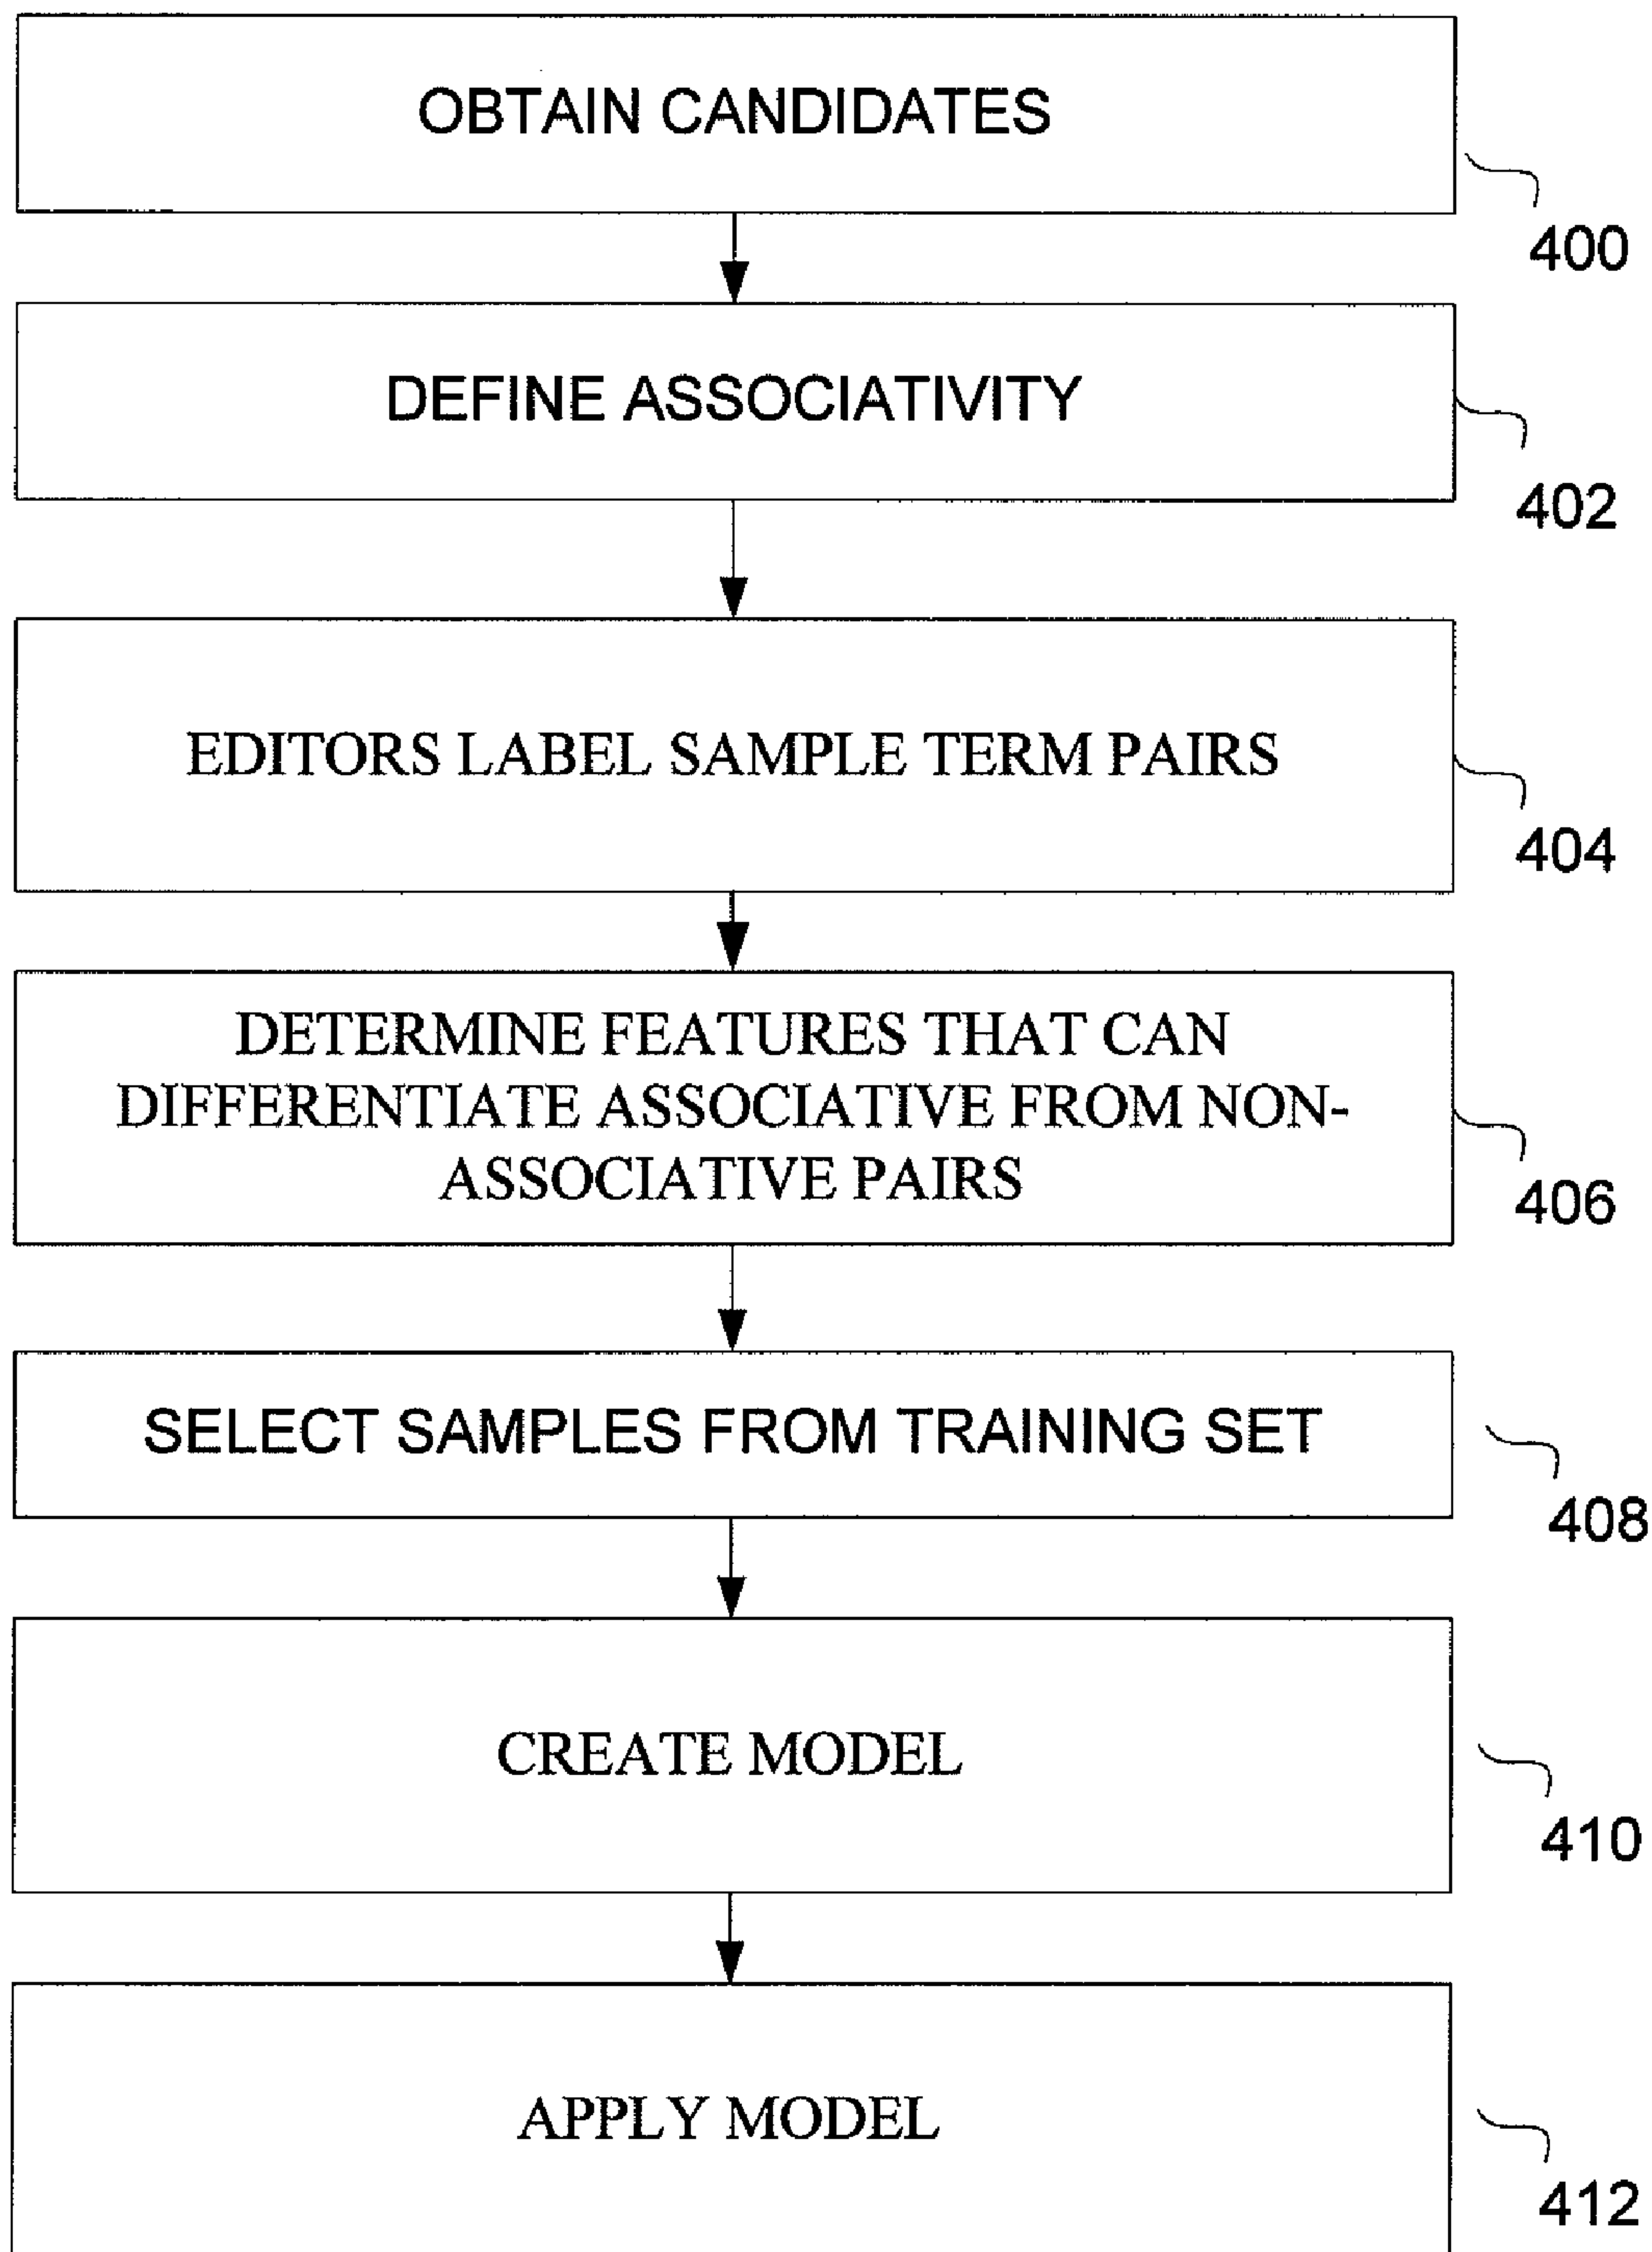 OBTAIN CANDIDATES
400
DEFINE ASSOCIATIVITY
402
EDITORS LABEL SAMPLE TERM PAIRS
404
DETERMINE FEATURES THAT CAN
DIFFERENTIATE ASSOCIATIVE FROM NON-
ASSOCIATIVE PAIRS
406
SELECT SAMPLES FROM TRAINING SET
408
CREATE MODEL
410
APPLY MODEL
412